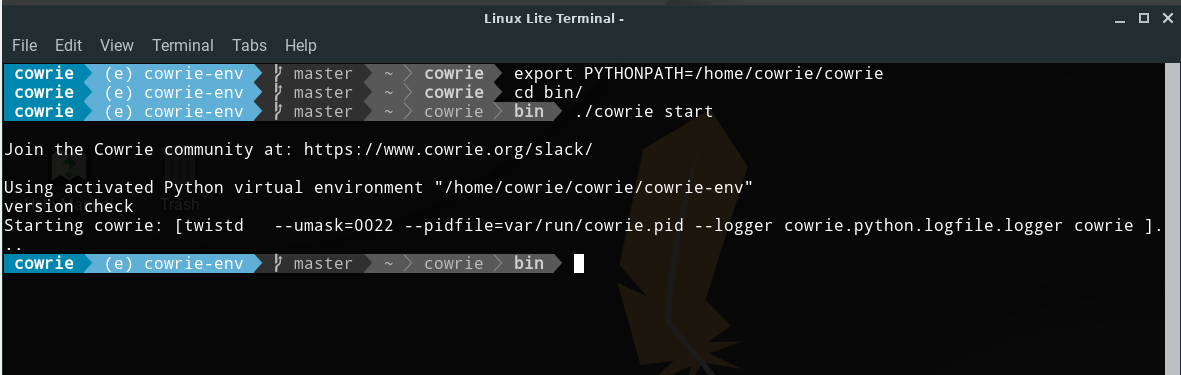 Linux Lite Terminal -
File Edit View Terminal Tabs Help
cowrie (e) cowrie-env master ~ cowrie export PYTHONPATH=/home/cowrie/cowrie
cowrie (e) cowrie-env master ~ cowrie cd bin/
cowrie (e) cowrie-env master ~ cowrie bin ./cowrie start
Join the Cowrie community at: https://www.cowrie.org/slack/
Using activated Python virtual environment "/home/cowrie/cowrie/cowrie-env"
version check
Trash
Starting cowrie: [twistd   --umask=0022 --pidfile=var/run/cowrie.pid --logger cowrie.python.logfile.logger cowrie ].
..
cowrie (e) cowrie-env master ~ cowrie bin